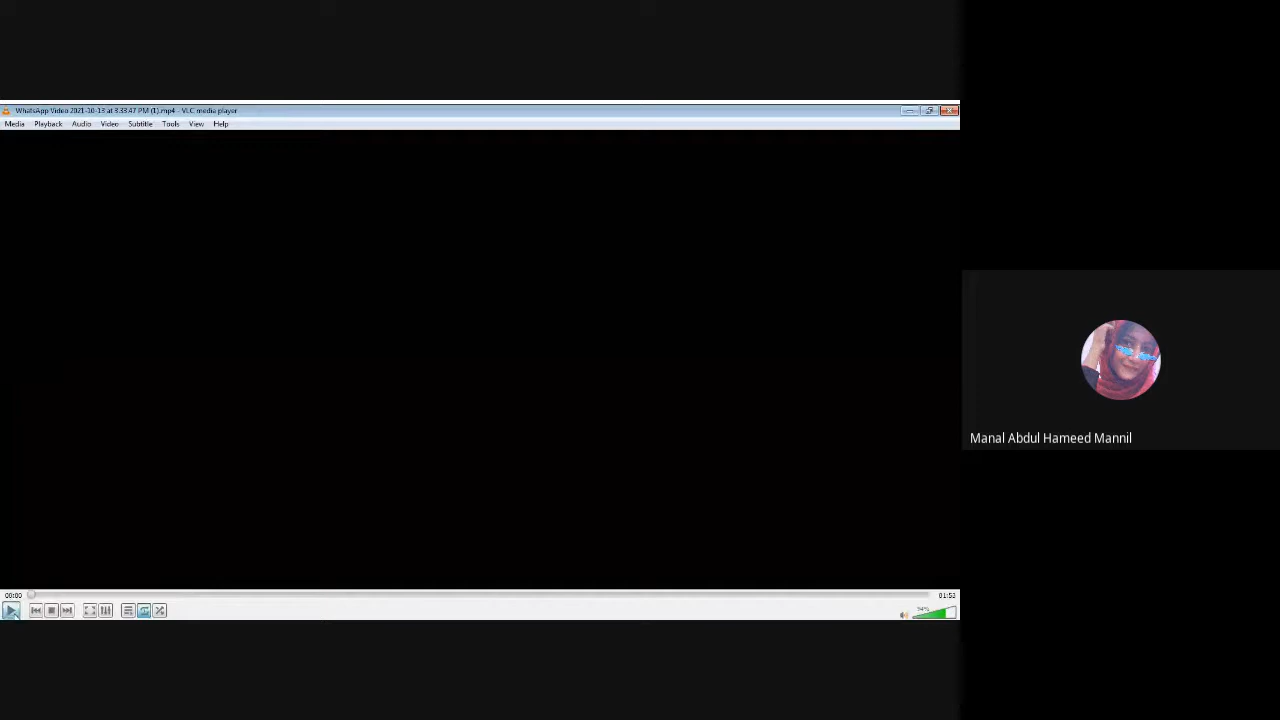 WhatsApp Video 2021-10-13 at 3.33.47 PM (1).mp4 - VLC media player
Media Playback Audio Video Subtitle Tools View Help
Manal Abdul Hameed Mannil
00:00 01:53
94%